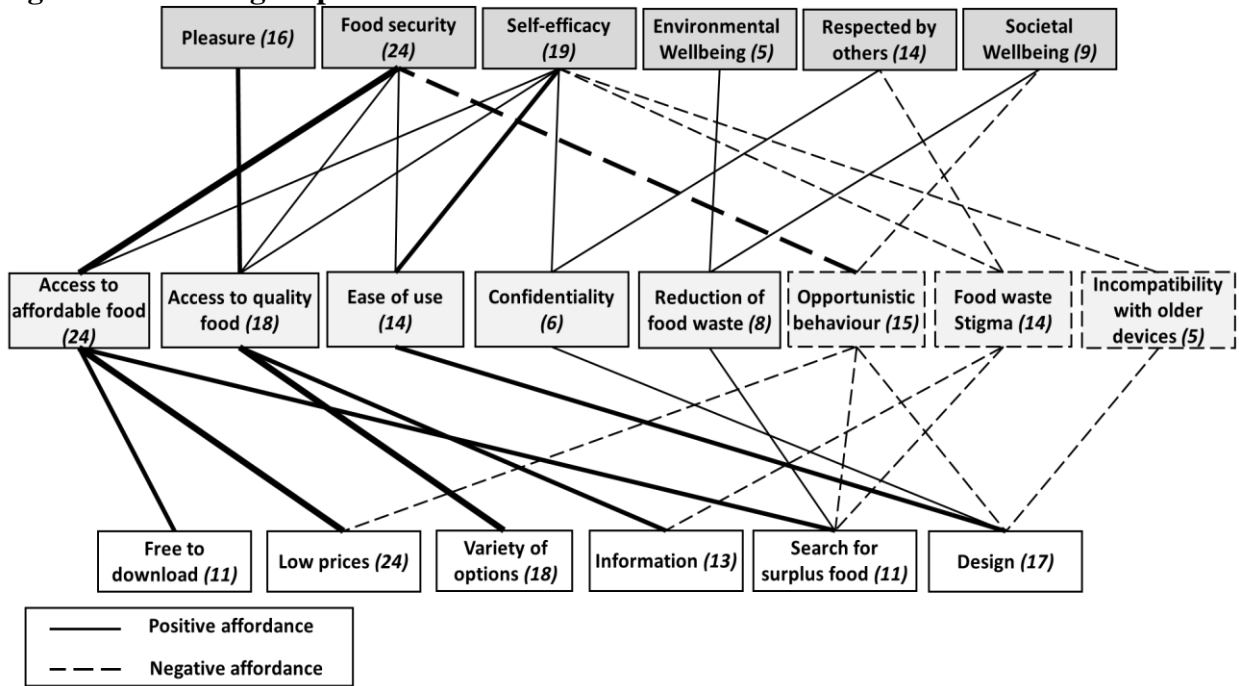 Pleasure (16)
Food security
(24)
Self-efficacy
(19)
Environmental
Wellbeing (5)
Respected by
others (14)
Societal
Wellbeing (9)
Access to
affordable food
(24)
Access to quality
food (18)
Ease of use
(14)
Confidentiality
(6)
Reduction of
food waste (8)
Opportunistic
behaviour (15)
Food waste
Stigma (14)
Incompatibility
with older
devices (5)
Free to
download (11)
Low prices (24)
Variety of
options (18)
Information (13)
Search for
surplus food (11)
Design (17)
Positive affordance
Negative affordance